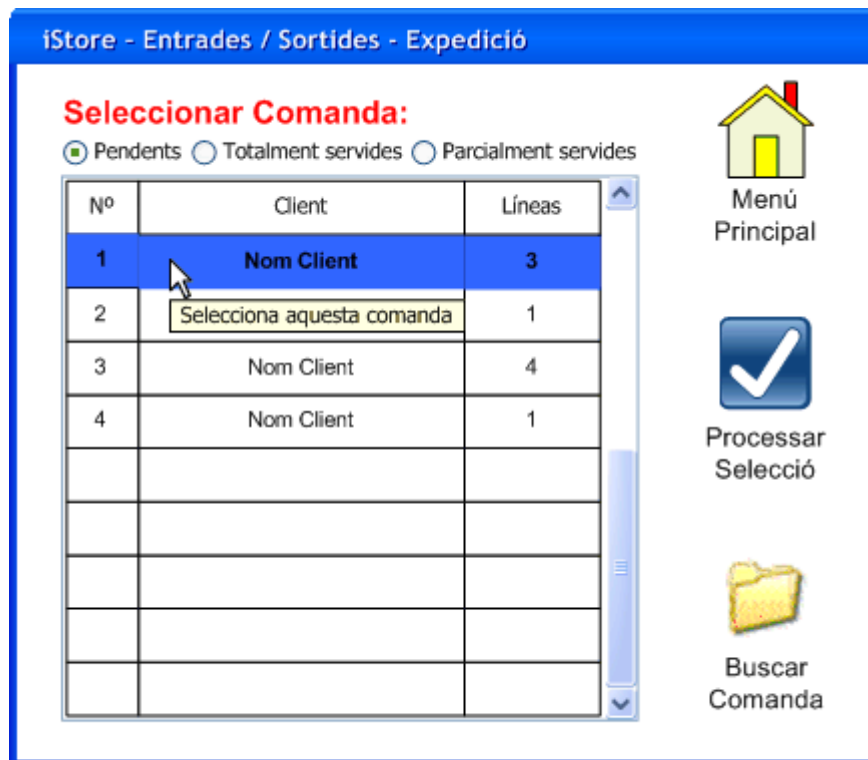 iStore - Entrades / Sortides - Expedició
Seleccionar Comanda:
Pendents Totalment servides Parcialment servides
Nº Client Líneas
1 Nom Client 3
2 1
Selecciona aquesta comanda
3 Nom Client 4
4 Nom Client 1
Menú
Principal
Processar
Selecció
Buscar
Comanda